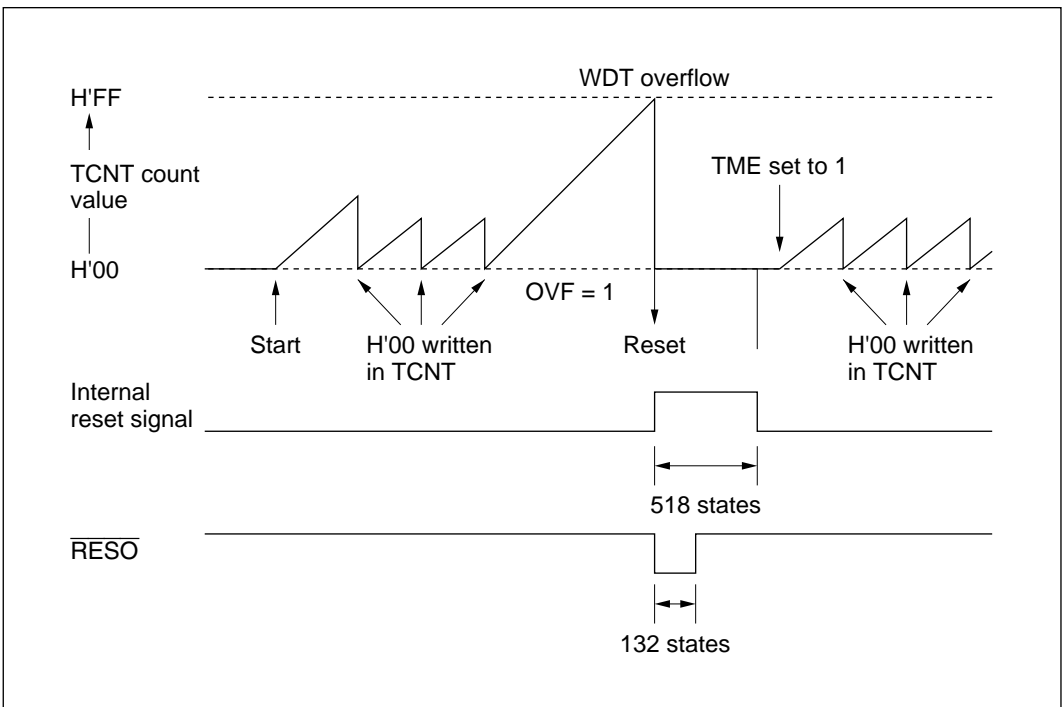 WDT overflow
H'FF
TCNT count
value
TME set to 1
H'00
OVF = 1
Start
H'00 written
in TCNT
Reset
H'00 written
in TCNT
Internal
reset signal
518 states
RESO
132 states